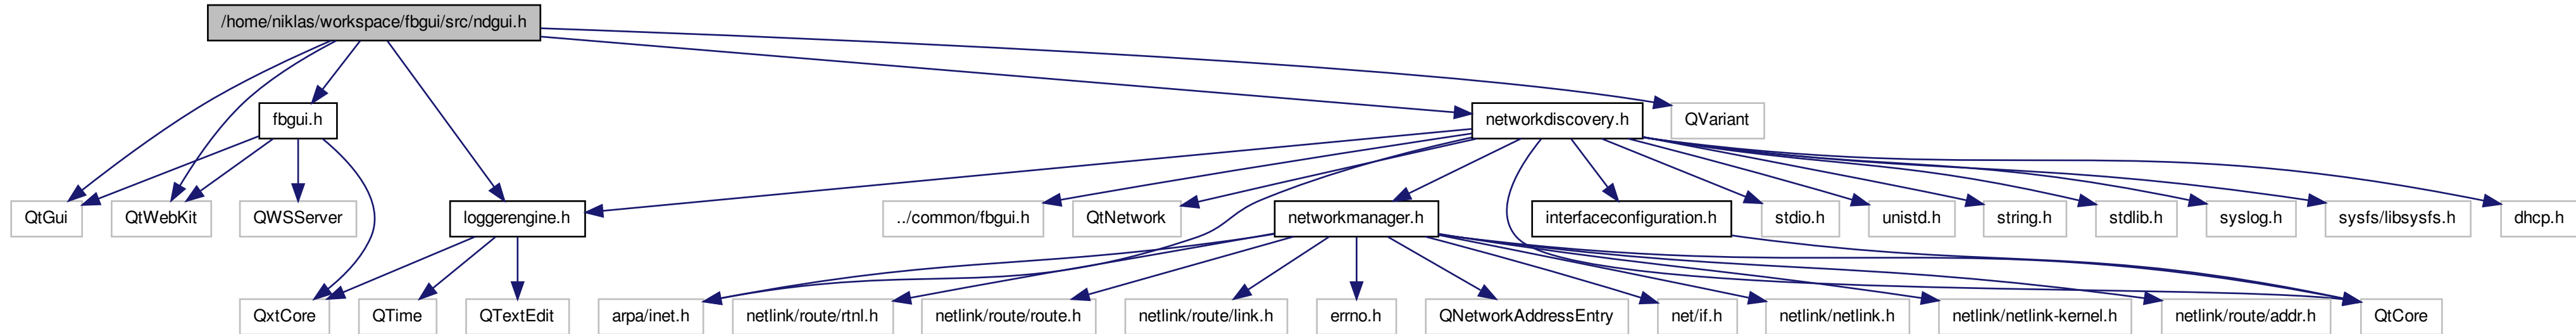 /home/niklas/workspace/fbgui/src/ndgui.h
fbgui.h
networkdiscovery.h
QVariant
QtGui
QtWebKit
QWSServer
loggerengine.h
../common/fbgui.h
QtNetwork
networkmanager.h
interfaceconfiguration.h
stdio.h
unistd.h
string.h
stdlib.h
syslog.h
sysfs/libsysfs.h
dhcp.h
QxtCore
QTime
QTextEdit
arpa/inet.h
netlink/route/rtnl.h
netlink/route/route.h
netlink/route/link.h
errno.h
QNetworkAddressEntry
net/if.h
netlink/netlink.h
netlink/netlink-kernel.h
netlink/route/addr.h
QtCore